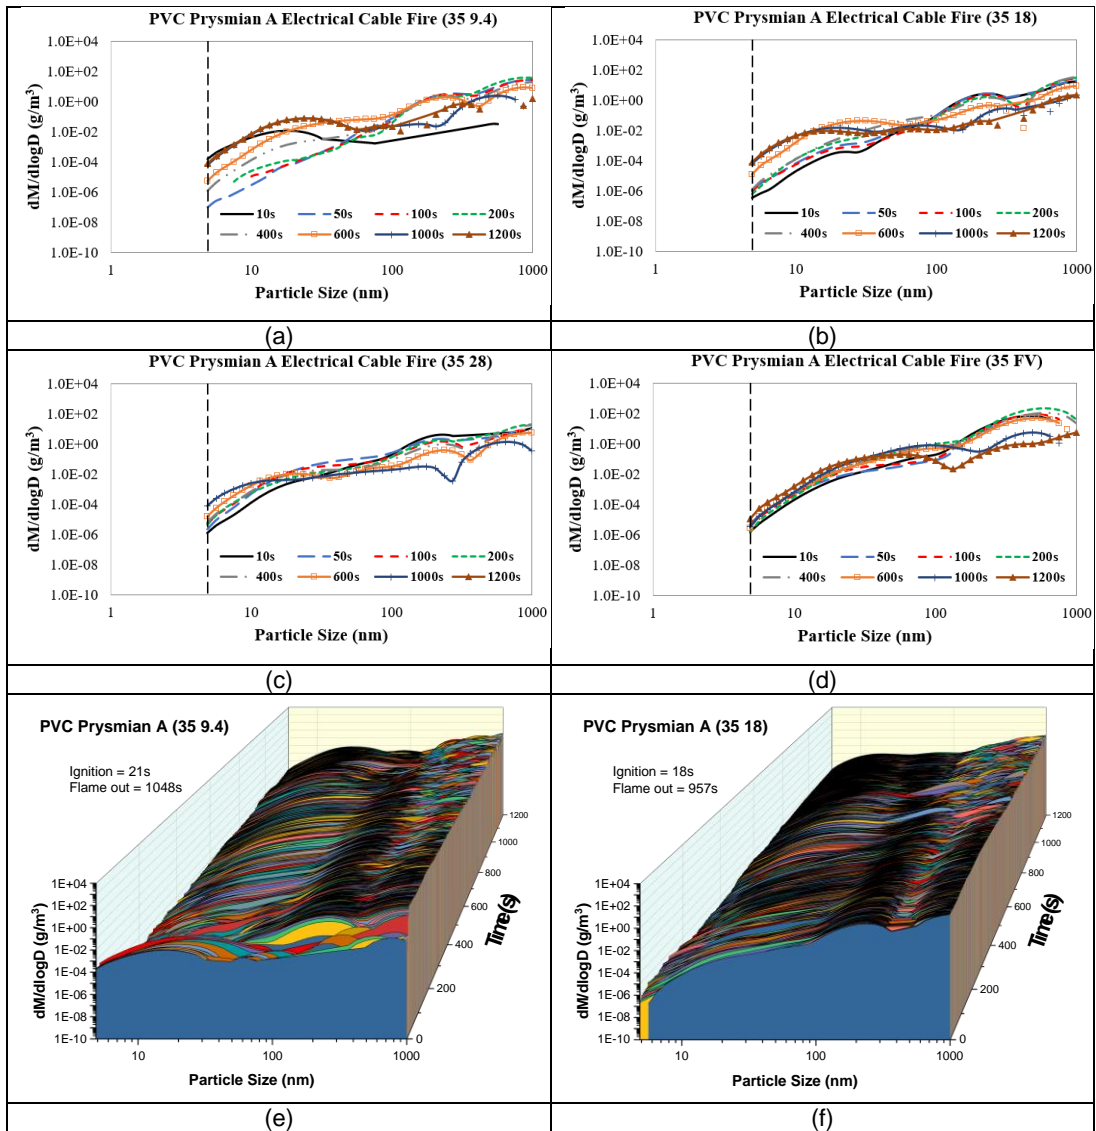 PVC Prysmian A Electrical Cable Fire (35 9.4)
dM/dlogD (g/m³)
1.0E+04
1.0E+02
1.0E+00
1.0E-02
1.0E-04
1.0E-06
1.0E-08
1.0E-10
10s 50s 100s 200s
400s 600s 1000s 1200s
1 10 100 1000
Particle Size (nm)
(a)
PVC Prysmian A Electrical Cable Fire (35 18)
dM/dlogD (g/m³)
1.0E+04
1.0E+02
1.0E+00
1.0E-02
1.0E-04
1.0E-06
1.0E-08
1.0E-10
10s 50s 100s 200s
400s 600s 1000s 1200s
1 10 100 1000
Particle Size (nm)
(b)
PVC Prysmian A Electrical Cable Fire (35 28)
dM/dlogD (g/m³)
1.0E+04
1.0E+02
1.0E+00
1.0E-02
1.0E-04
1.0E-06
1.0E-08
1.0E-10
10s 50s 100s 200s
400s 600s 1000s 1200s
1 10 100 1000
Particle Size (nm)
(c)
PVC Prysmian A Electrical Cable Fire (35 FV)
dM/dlogD (g/m³)
1.0E+04
1.0E+02
1.0E+00
1.0E-02
1.0E-04
1.0E-06
1.0E-08
1.0E-10
10s 50s 100s 200s
400s 600s 1000s 1200s
1 10 100 1000
Particle Size (nm)
(d)
PVC Prysmian A (35 9.4)
Ignition = 21s
Flame out = 1048s
dM/dlogD (g/m³)
1E+04
1E+02
1E+00
1E-02
1E-04
1E-06
1E-08
1E-10
10 100 1000
Particle Size (nm)
0
200
400
600
800
1000
1200
Time(s)
(e)
PVC Prysmian A (35 18)
Ignition = 18s
Flame out = 957s
dM/dlogD (g/m³)
1E+04
1E+02
1E+00
1E-02
1E-04
1E-06
1E-08
1E-10
10 100 1000
Particle Size (nm)
0
200
400
600
800
1000
1200
Time(s)
(f)